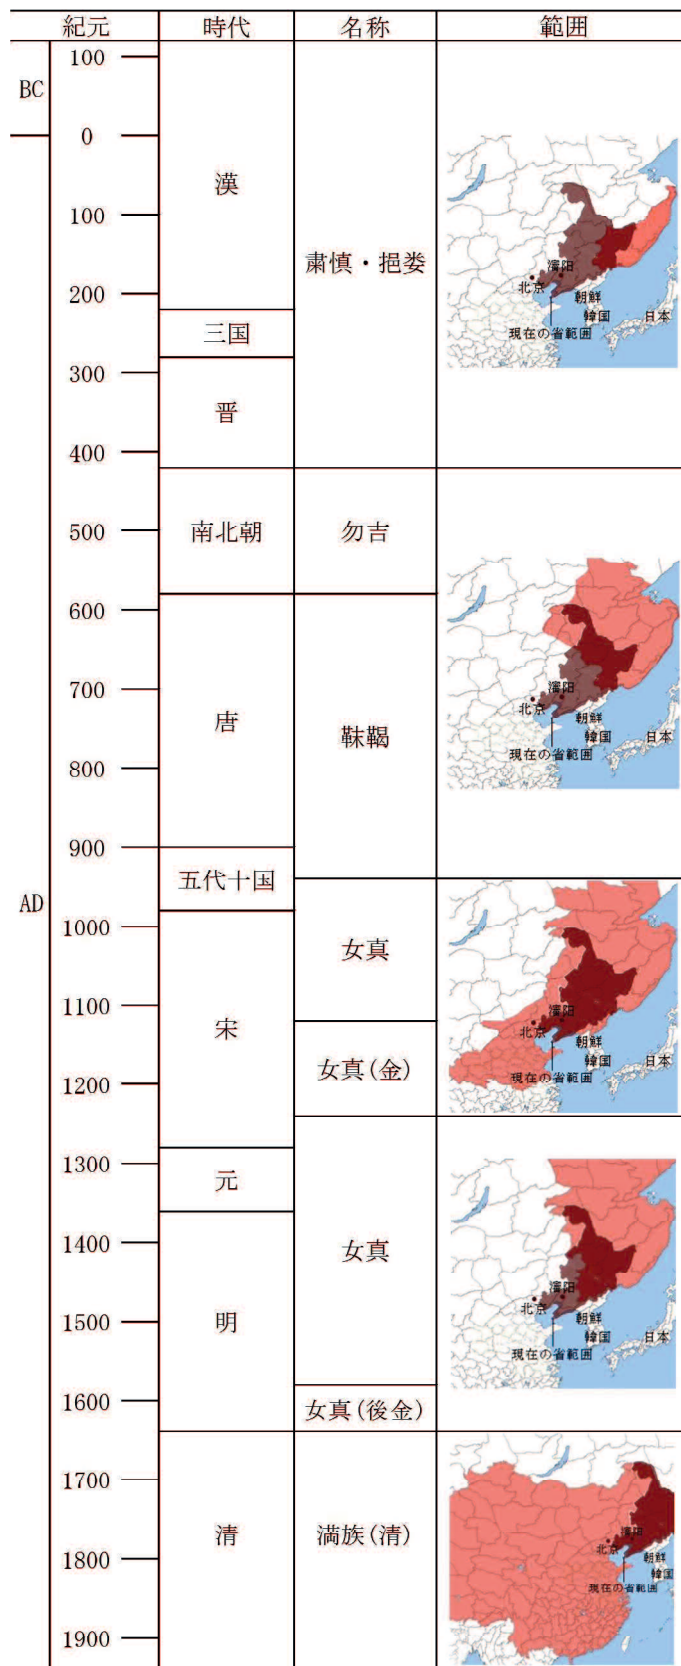 紀元 時代 名称 範囲
BC
AD
100
0
100
200
300
400
500
600
700
800
900
1000
1100
1200
1300
1400
1500
1600
1700
1800
1900
漢
三国
晋
南北朝
唐
五代十国
宋
元
明
清
粛慎・挹娄
勿吉
靺鞨
女真
女真(金)
女真
女真(後金)
満族(清)
瀋阳
北京
朝鮮
韓国
日本
現在の省範囲
瀋阳
北京
朝鮮
韓国
日本
現在の省範囲
瀋阳
北京
朝鮮
韓国
日本
現在の省範囲
瀋阳
北京
朝鮮
韓国
日本
現在の省範囲
瀋阳
北京
朝鮮
韓国
現在の省範囲